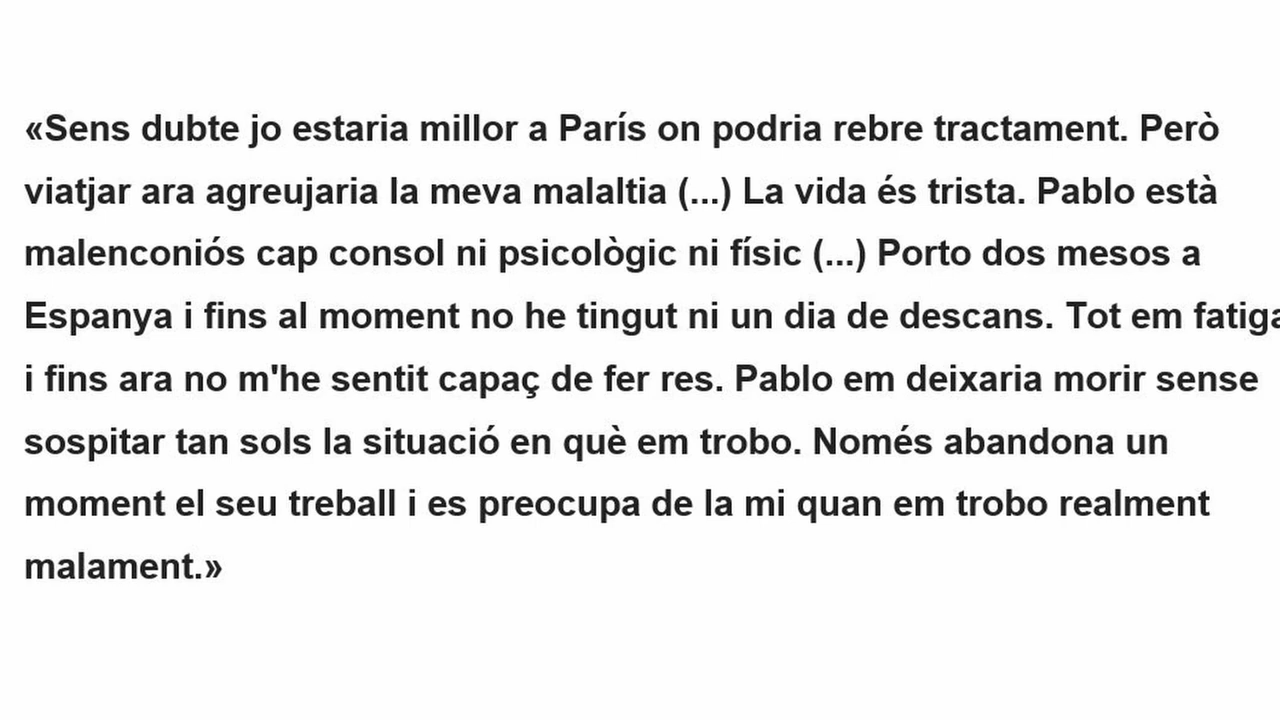 «Sens dubte jo estaria millor a París on podria rebre tractament. Però
viatjar ara agreujaria la meva malaltia (...) La vida és trista. Pablo està
malenconiós cap consol ni psicològic ni físic (...) Porto dos mesos a
Espanya i fins al moment no he tingut ni un dia de descans. Tot em fatiga
i fins ara no m'he sentit capaç de fer res. Pablo em deixaria morir sense
sospitar tan sols la situació en què em trobo. Només abandona un
moment el seu treball i es preocupa de la mi quan em trobo realment
malament.»